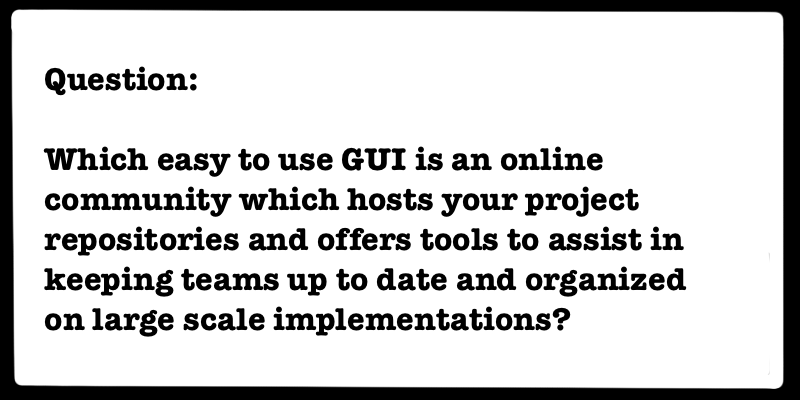 Question:
Which easy to use GUI is an online
community which hosts your project
repositories and offers tools to assist in
keeping teams up to date and organized
on large scale implementations?